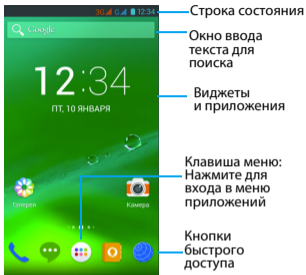 3G G 12:34
Google
12:34
ПТ, 10 ЯНВАРЯ
Галерея
Камера
Строка состояния
Окно ввода
текста для
поиска
Виджеты
и приложения
Клавиша меню:
Нажмите для
входа в меню
приложений
Кнопки
быстрого
доступа